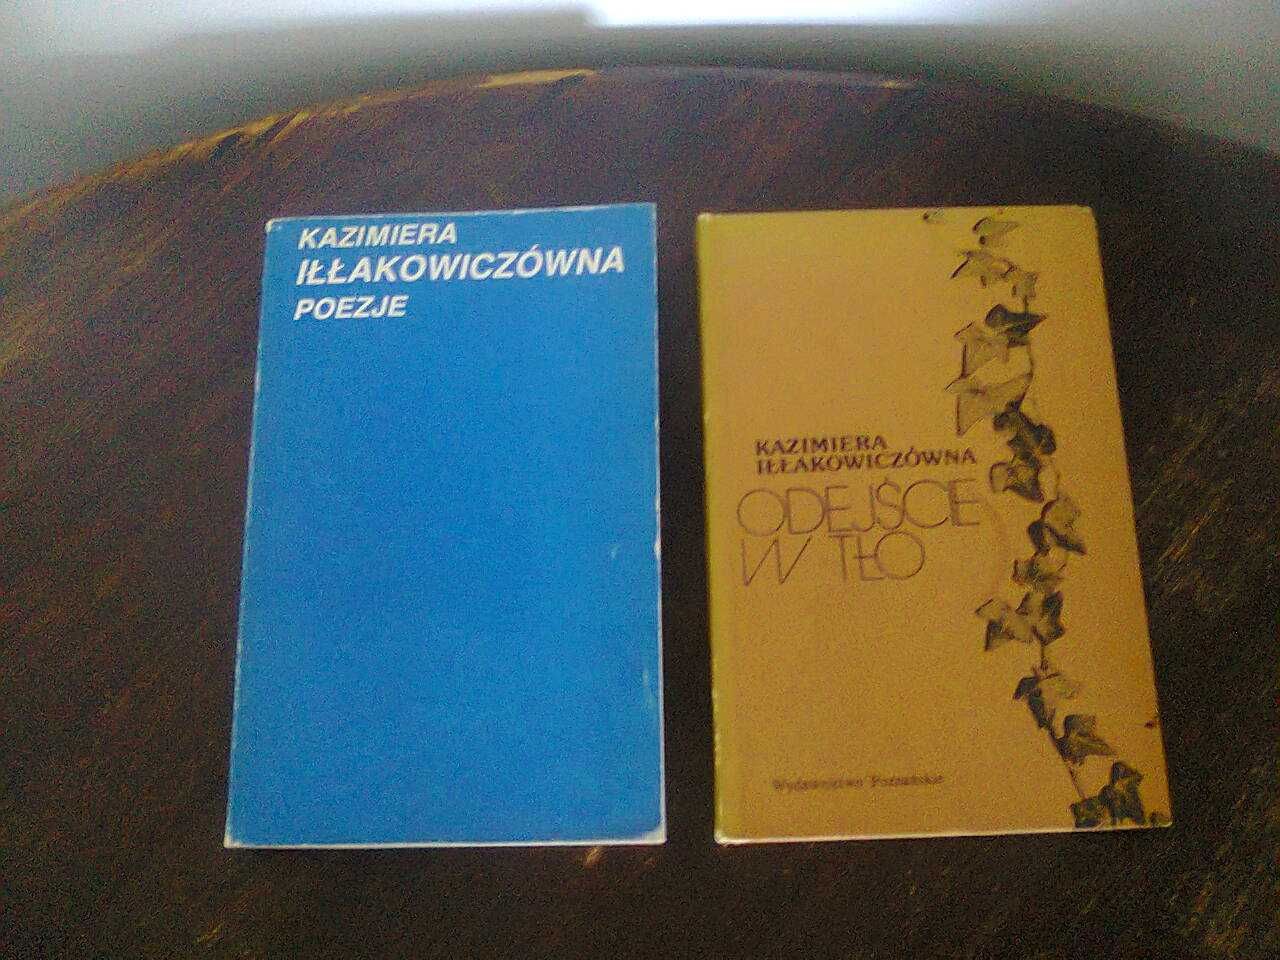 KAZIMIERA
IŁŁAKOWICZÓWNA
POEZJE
KAZIMIERA
IŁŁAKOWICZÓWNA
ODEJŚCIE
W TŁO
Wydawnictwo Poznańskie